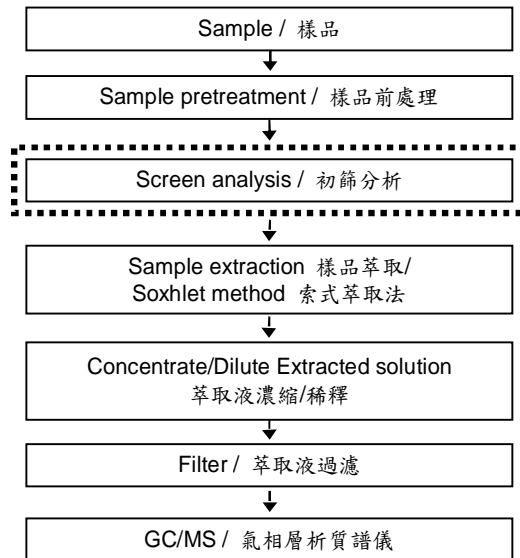 Sample / 樣品
Sample pretreatment / 樣品前處理
Screen analysis / 初篩分析
Sample extraction 樣品萃取/
Soxhlet method 索式萃取法
Concentrate/Dilute Extracted solution
萃取液濃縮/稀釋
Filter / 萃取液過濾
GC/MS / 氣相層析質譜儀